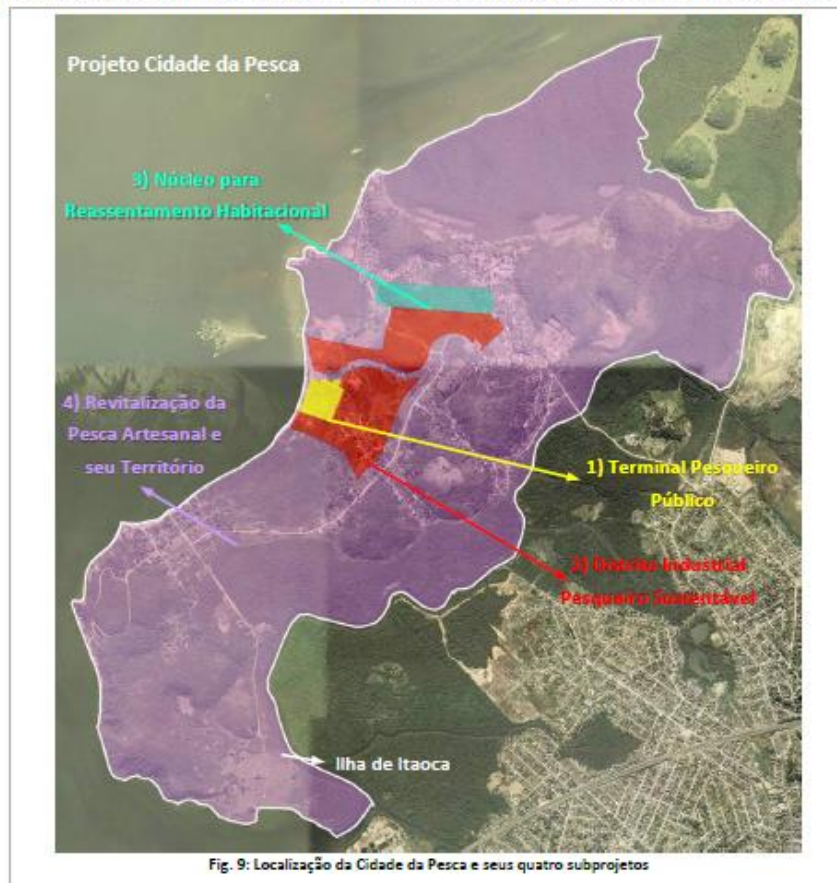 Projeto Cidade da Pesca
3) Núcleo para
Reassentamento Habitacional
4) Revitalização da
Pesca Artesanal e
seu Território
1) Terminal Pesqueiro
Público
2) Distrito Industrial
Pesqueiro Sustentável
Ilha de Itaoca
Fig. 9: Localização da Cidade da Pesca e seus quatro subprojetos